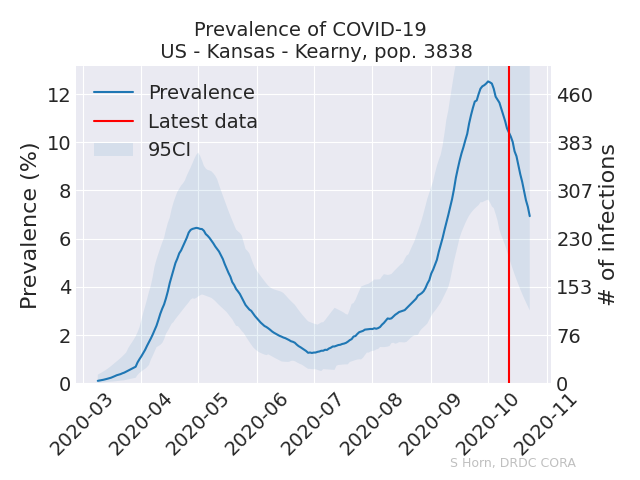 Prevalence of COVID-19
US - Kansas - Kearny, pop. 3838
Prevalence
Latest data
95CI
Prevalence (%)
12
10
8
6
4
2
0
# of infections
460
383
307
230
153
76
0
2020-03
2020-04
2020-05
2020-06
2020-07
2020-08
2020-09
2020-10
2020-11
S Horn, DRDC CORA